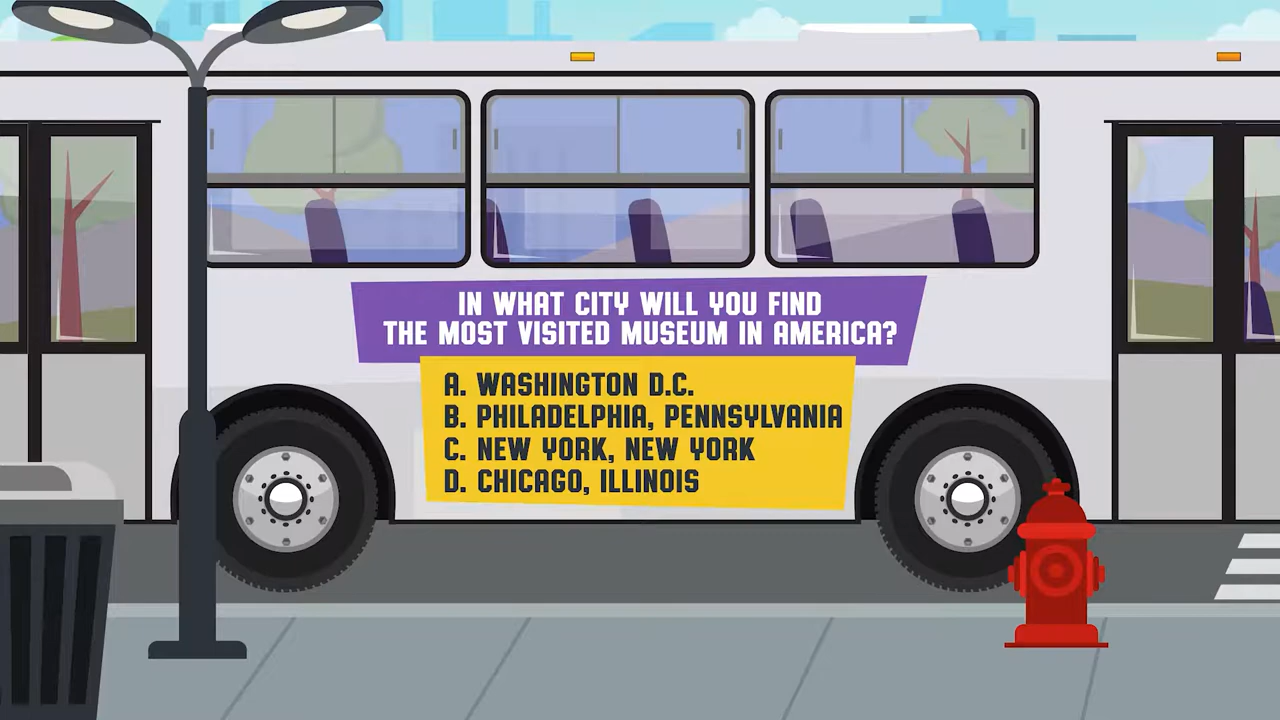 IN WHAT CITY WILL YOU FIND
THE MOST VISITED MUSEUM IN AMERICA?
A. WASHINGTON D.C.
B. PHILADELPHIA, PENNSYLVANIA
C. NEW YORK, NEW YORK
D. CHICAGO, ILLINOIS